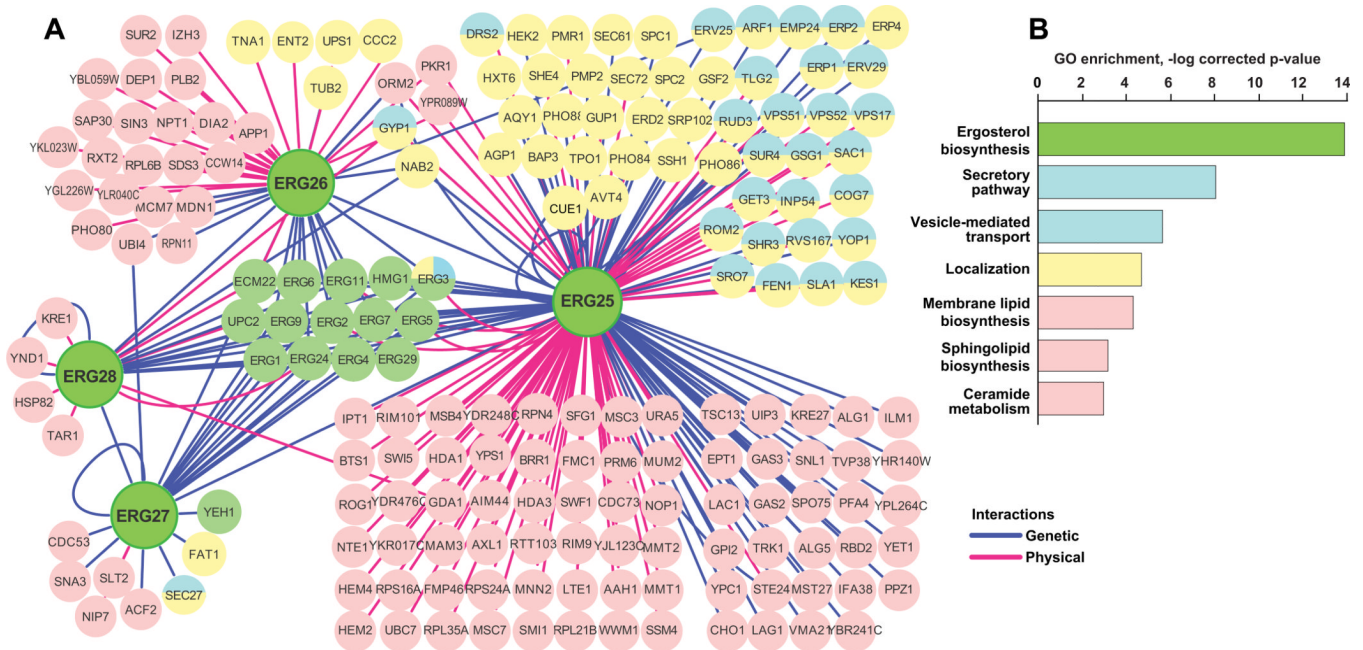 A
SUR2 IZH3
YBL059W DEP1 PLB2
SAP30 SIN3 NPT1 DIA2 APP1
YKL023W RXT2 RPL6B SDS3 CCW14
YGL226W YLR040C MCM7 MDN1
PHO80 UBI4 RPN11
TNA1 ENT2 UPS1 CCC2
TUB2
ORM2 PKR1
YPR089W
GYP1
NAB2
ERG26
DRS2 HEK2 PMR1 SEC61 SPC1 ERV25 ARF1 EMP24 ERP2 ERP4
HXT6 SHE4 PMP2 SEC72 SPC2 GSF2 TLG2 ERP1 ERV29
AQY1 GUP1 ERD2 SRP102 RUD3 VPS51 VPS52 VPS17
AGP1 BAP3 TPO1 PHO84 SSH1 PHO86 SUR4 GSG1 SAC1
CUE1 AVT4 GET3 INP54 COG7
ROM2 SHR3 RVS167 YOP1
SRO7 FEN1 SLA1 KES1
ERG25
ECM22 ERG6 ERG11 HMG1 ERG3
UPC2 ERG9 ERG2 ERG7 ERG5
ERG1 ERG24 ERG4 ERG29
KRE1
YND1
ERG28
HSP82
TAR1
ERG27
YEH1
FAT1
SEC27
CDC53
SNA3 SLT2
NIP7 ACF2
IPT1 RIM101 MSB4 YDR248C RPN4 SFG1 MSC3 URA5 TSC13 UIP3 KRE27 ALG1 ILM1
BTS1 SWI5 HDA1 YPS1 BRR1 FMC1 PRM6 MUM2 EPT1 GAS3 SNL1 TVP38 YHR140W
ROG1 YDR476C GDA1 AIM44 HDA3 SWF1 CDC73 NOP1 LAC1 GAS2 SPO75 PFA4 YPL264C
NTE1 YKR017C MAM3 AXL1 RTT103 RIM9 YJL123C MMT2 GPI2 TRK1 ALG5 RBD2 YET1
HEM4 RPS16A FMP46 RPS24A MNN2 LTE1 AAH1 MMT1 YPC1 STE24 MST27 IFA38 PPZ1
HEM2 UBC7 RPL35A MSC7 SMI1 RPL21B WWM1 SSM4 CHO1 LAG1 VMA21 YBR241C
B
GO enrichment, -log corrected p-value
0 2 4 6 8 10 12 14
Ergosterol
biosynthesis
Secretory
pathway
Vesicle-mediated
transport
Localization
Membrane lipid
biosynthesis
Sphingolipid
biosynthesis
Ceramide
metabolism
Interactions
Genetic
Physical